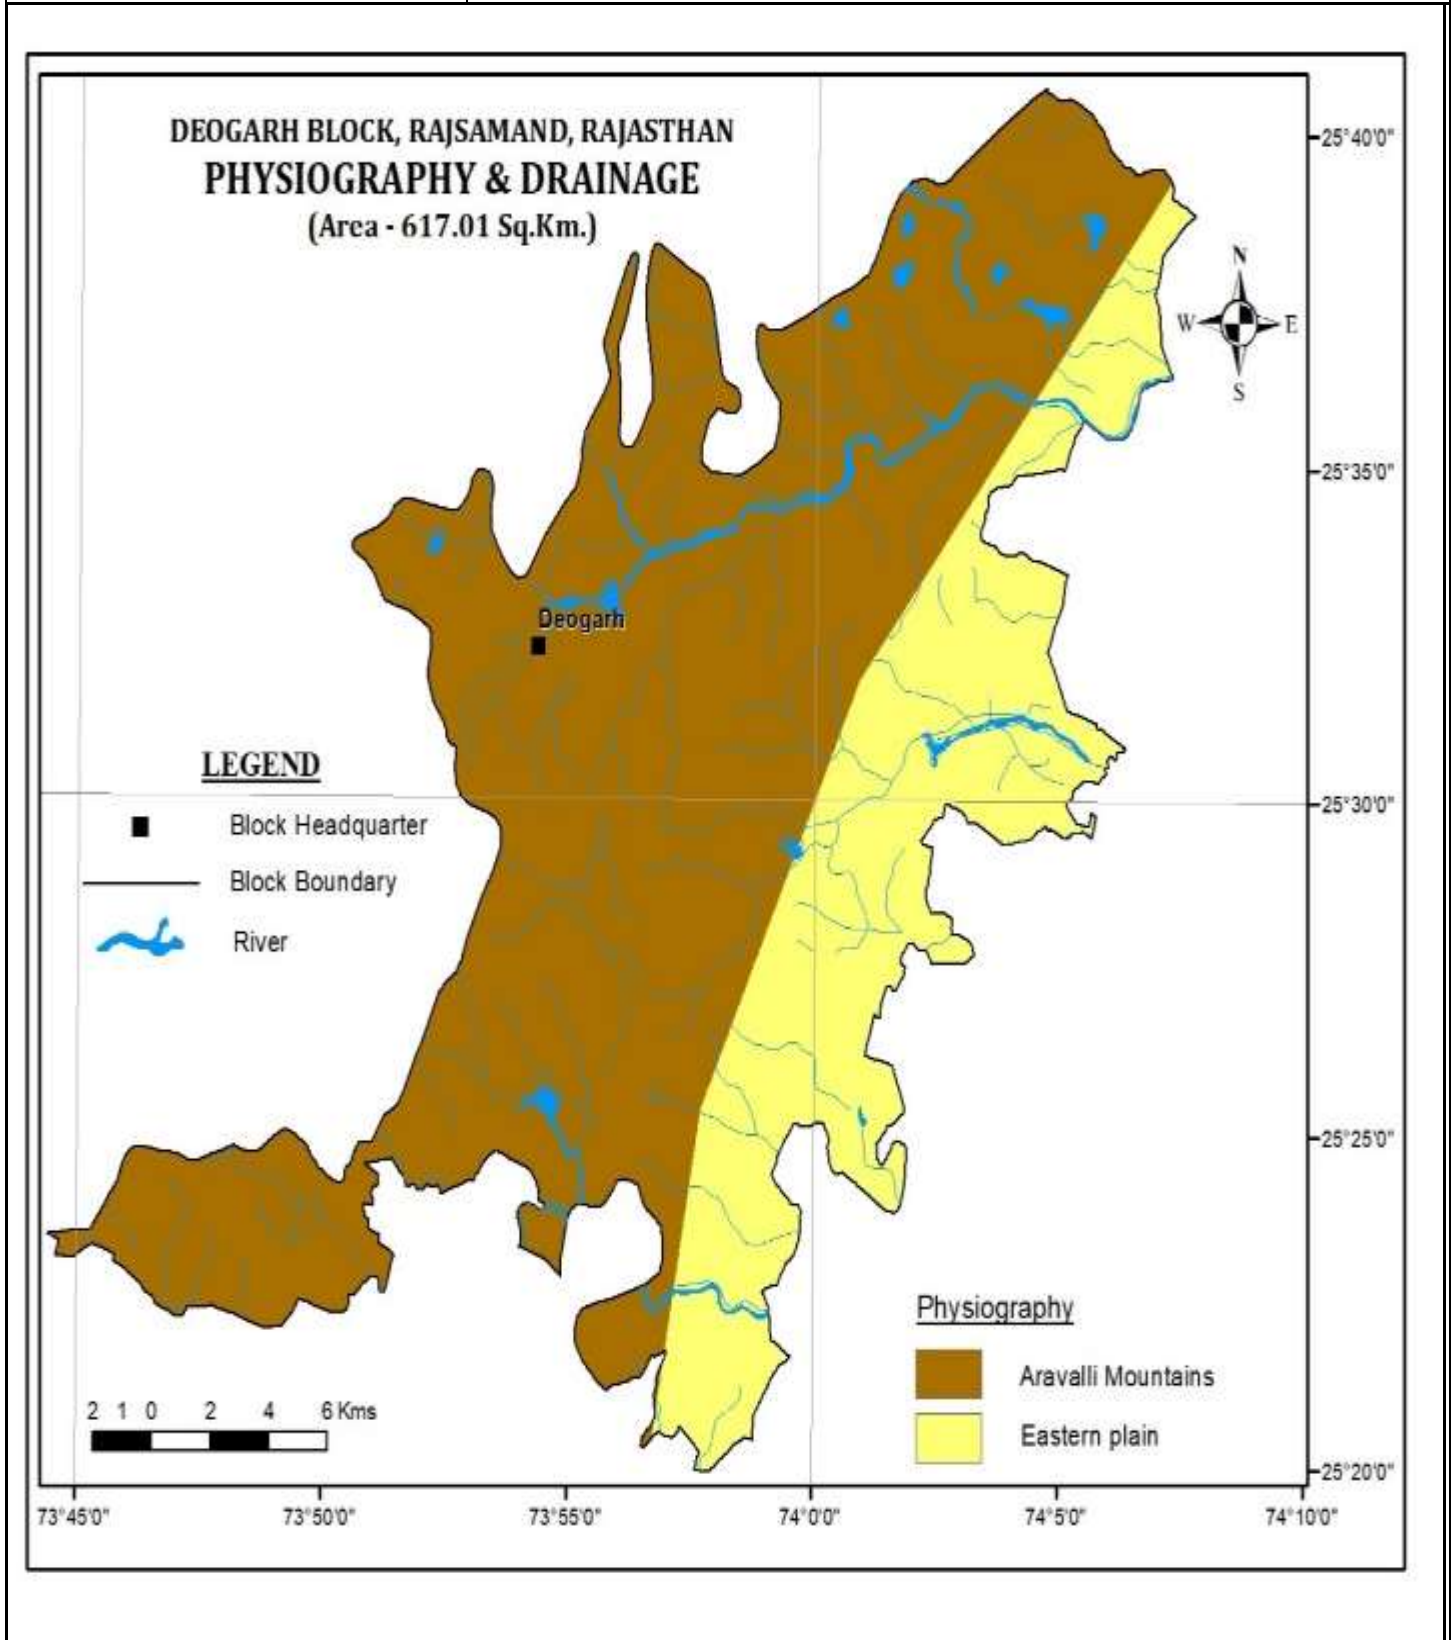 DEOGARH BLOCK, RAJSAMAND, RAJASTHAN
PHYSIOGRAPHY & DRAINAGE
(Area - 617.01 Sq.Km.)
25°40'0"
N
W E
S
25°35'0"
Deogarh
LEGEND
Block Headquarter
Block Boundary
River
25°30'0"
25°25'0"
Physiography
Aravalli Mountains
Eastern plain
2 1 0 2 4 6 Kms
25°20'0"
73°45'0" 73°50'0" 73°55'0" 74°0'0" 74°5'0" 74°10'0"